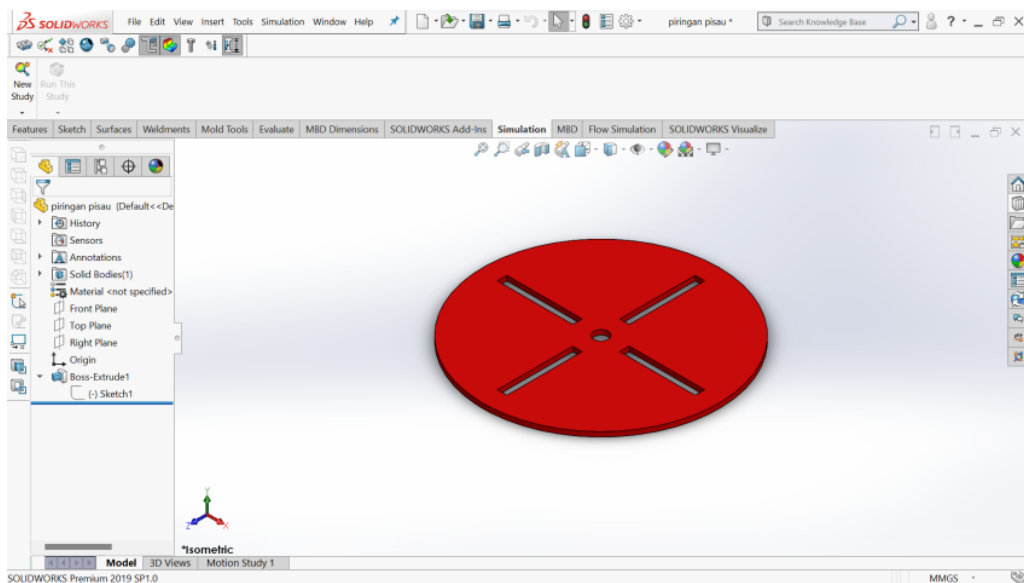 SOLIDWORKS File Edit View Insert Tools Simulation Window Help piringan pisau * Search Knowledge Base ?
New Study
Run This Study
Features Sketch Surfaces Weldments Mold Tools Evaluate MBD Dimensions SOLIDWORKS Add-Ins Simulation MBD Flow Simulation SOLIDWORKS Visualize
piringan pisau (Default<<De
History
Sensors
Annotations
Solid Bodies(1)
Material <not specified>
Front Plane
Top Plane
Right Plane
Origin
Boss-Extrude1
(-) Sketch1
Y
Z
X
*Isometric
Model 3D Views Motion Study 1
SOLIDWORKS Premium 2019 SP1.0 MMGS -